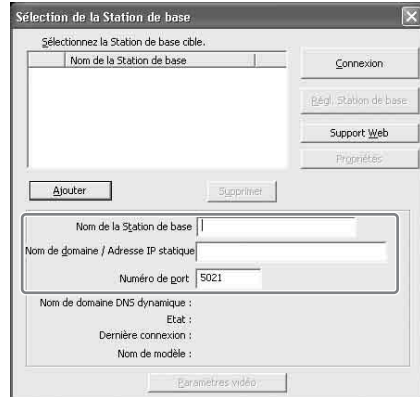 Sélection de la Station de base
Sélectionnez la Station de base cible.
Nom de la Station de base
Connexion
Régl. Station de base
Support Web
Propriétés
Ajouter
Supprimer
Nom de la Station de base
Nom de domaine / Adresse IP statique
Numéro de port 5021
Nom de domaine DNS dynamique :
Etat :
Dernière connexion :
Nom de modèle :
Paramètres vidéo